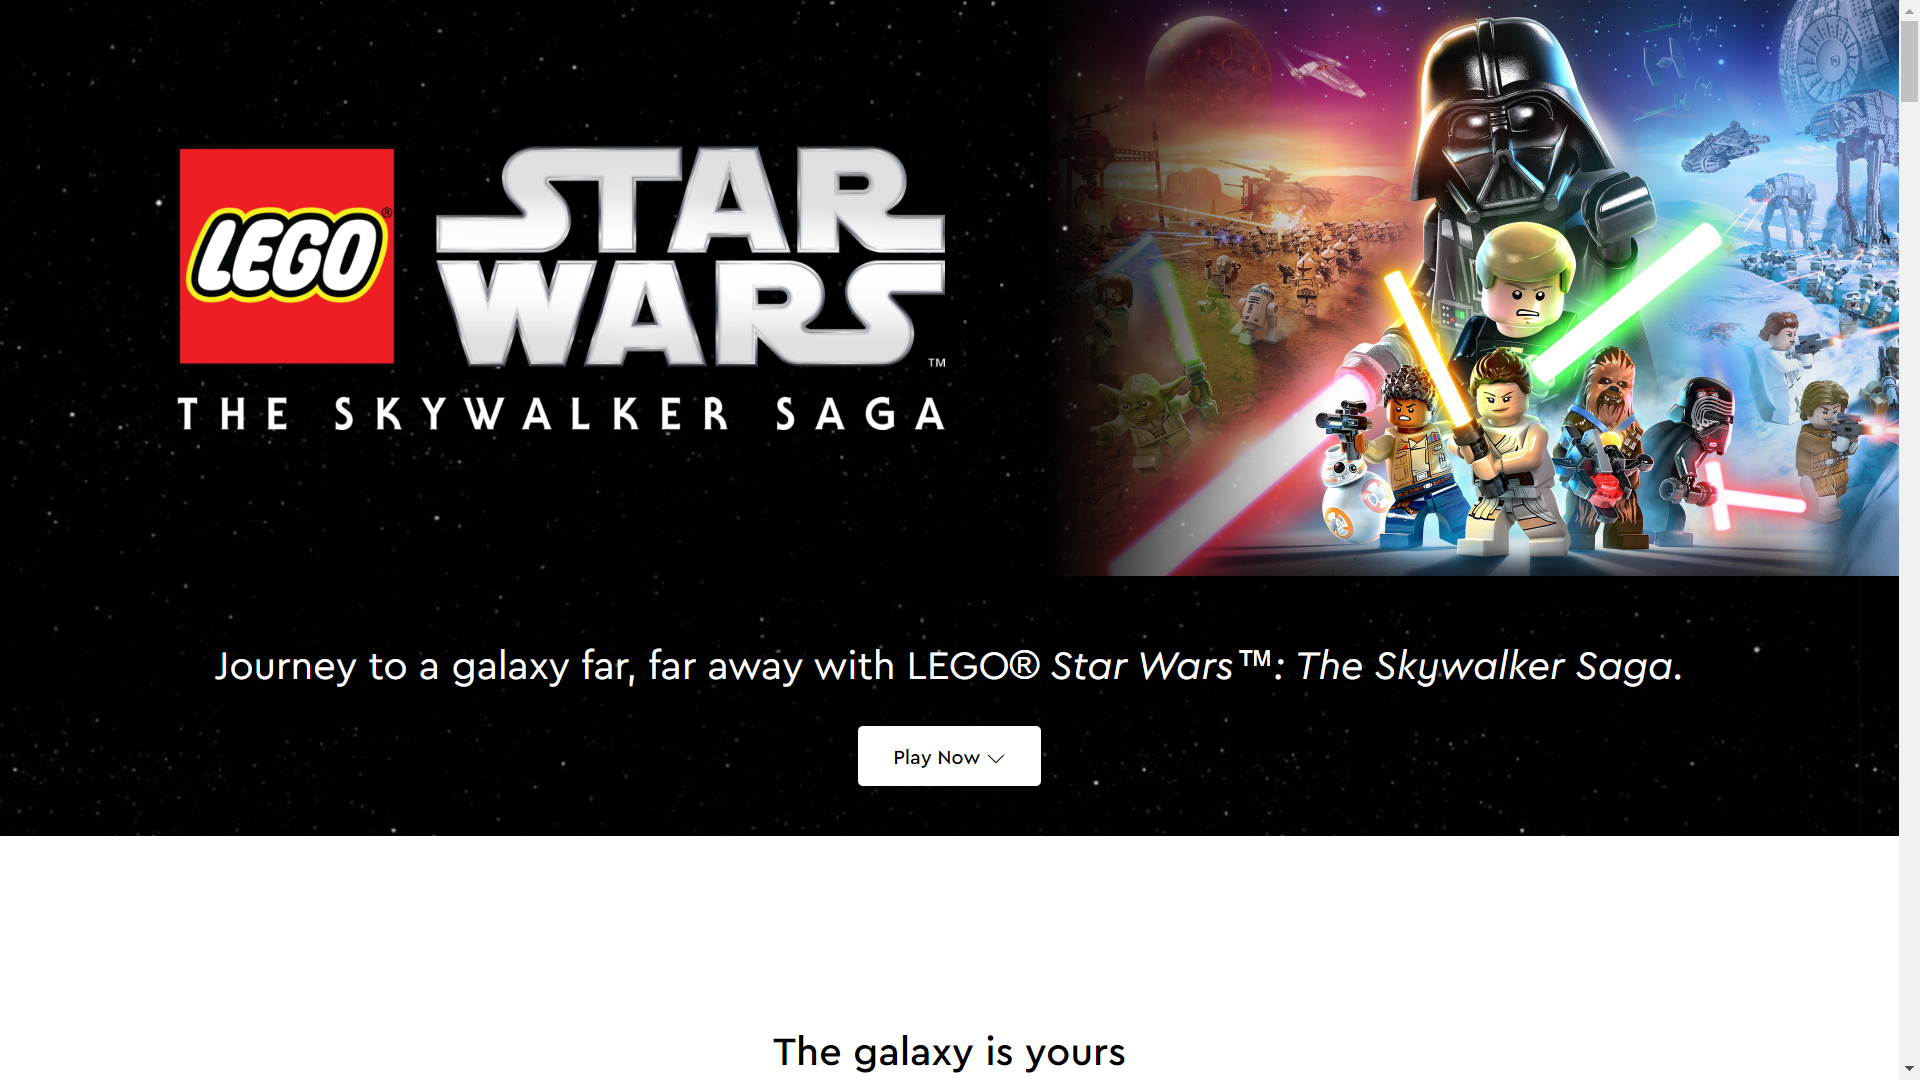 LEGO®
STAR
WARS™
THE SKYWALKER SAGA
Journey to a galaxy far, far away with LEGO® Star Wars™: The Skywalker Saga.
Play Now
The galaxy is yours